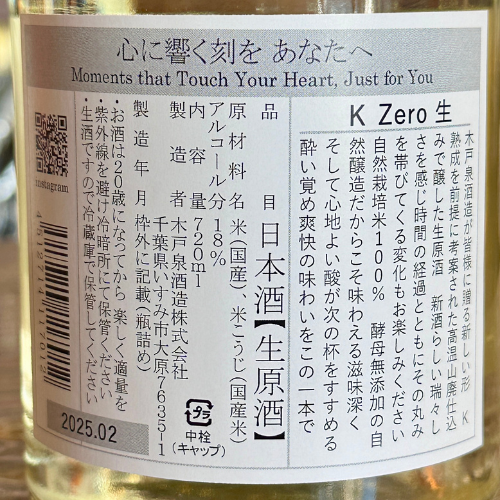 心に響く刻を あなたへ
Moments that Touch Your Heart, Just for You
K Zero 生
木戸泉酒造が皆様に贈る新しい形 K
熟成を前提に考案された高温山廃仕込
みで醸した生原酒 新酒らしい瑞々し
さを感じ時間の経過とともにその丸み
を帯びてくる変化もお楽しみください
自然栽培米100% 酵母無添加の自
然醸造だからこそ味わえる滋味深く
そして心地よい酸が次の杯をすすめる
酔い覚め爽快の味わいをこの一本で
品目 日本酒【生原酒】
原材料名 米(国産)、米こうじ(国産米)
アルコール分 18%
内容量 720ml
製造者 木戸泉酒造株式会社
千葉県いすみ市大原7635-1
製造年月 枠外に記載(瓶詰め)
・お酒は20歳になってから 楽しく適量を
・紫外線を避け冷暗所にて保管ください
・生酒ですので冷蔵庫で保管してください
プラ
中栓
(キャップ)
Instagram
2025.02